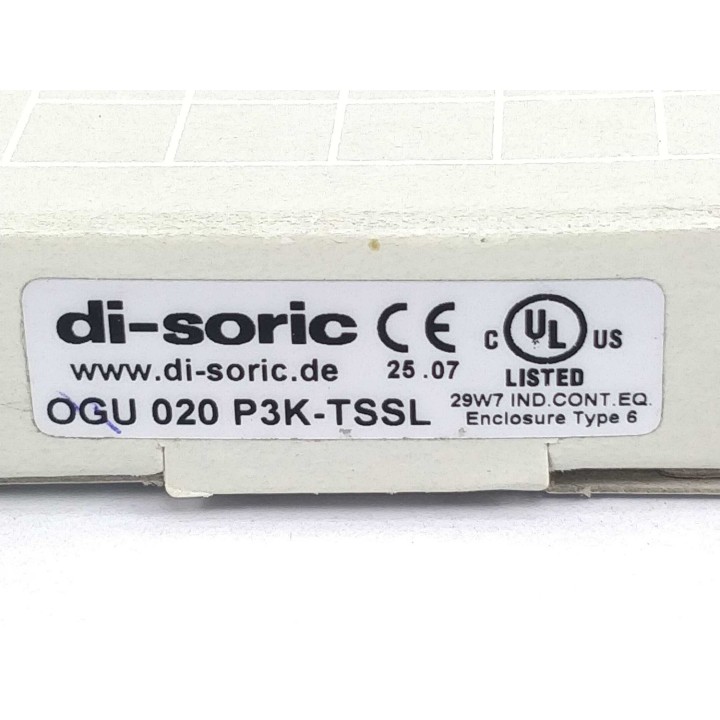 di-soric CE
www.di-soric.de 25.07
OGU 020 P3K-TSSL
C UL US
LISTED
29W7 IND.CONT.EQ.
Enclosure Type 6